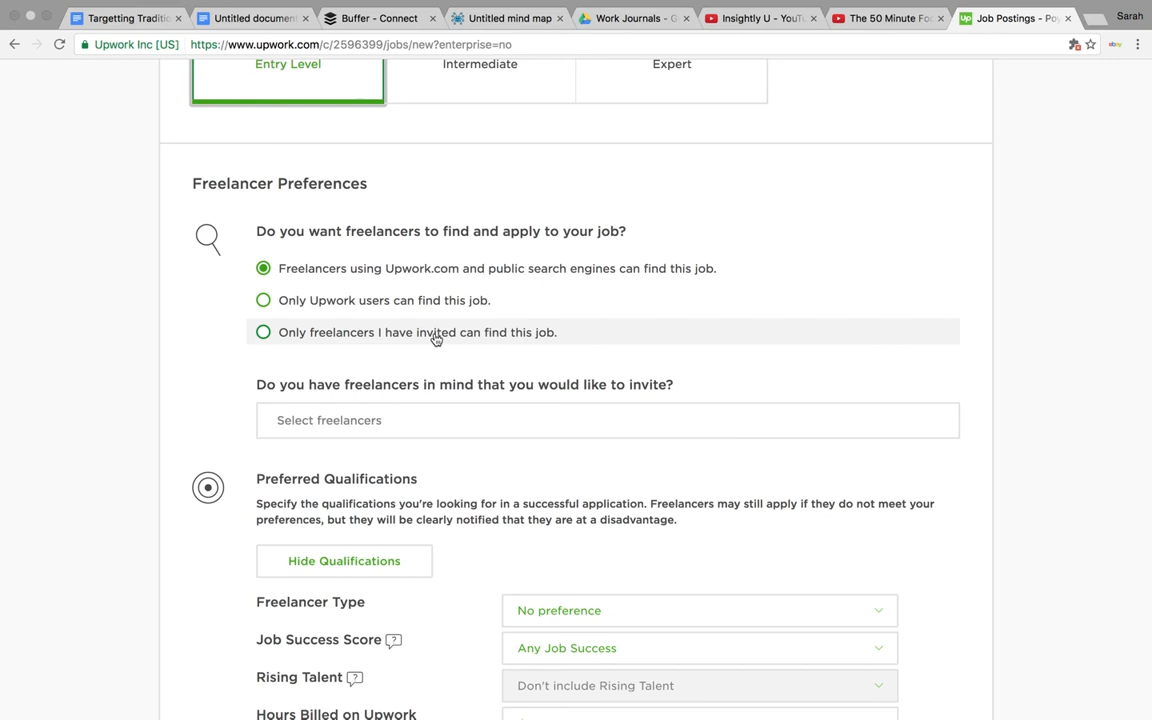 Targetting Traditi
Untitled document
Buffer - Connect
Untitled mind map
Work Journals - G
Insightly U - YouTu
The 50 Minute Fo
Up Job Postings - Po
Sarah
Upwork Inc [US]
https://www.upwork.com/c/2596399/jobs/new?enterprise=no
ebay
Entry Level
Intermediate
Expert
Freelancer Preferences
Do you want freelancers to find and apply to your job?
Freelancers using Upwork.com and public search engines can find this job.
Only Upwork users can find this job.
Only freelancers I have invited can find this job.
Do you have freelancers in mind that you would like to invite?
Select freelancers
Preferred Qualifications
Specify the qualifications you're looking for in a successful application. Freelancers may still apply if they do not meet your
preferences, but they will be clearly notified that they are at a disadvantage.
Hide Qualifications
Freelancer Type
No preference
Job Success Score ?
Any Job Success
Rising Talent ?
Don't include Rising Talent
Hours Billed on Upwork